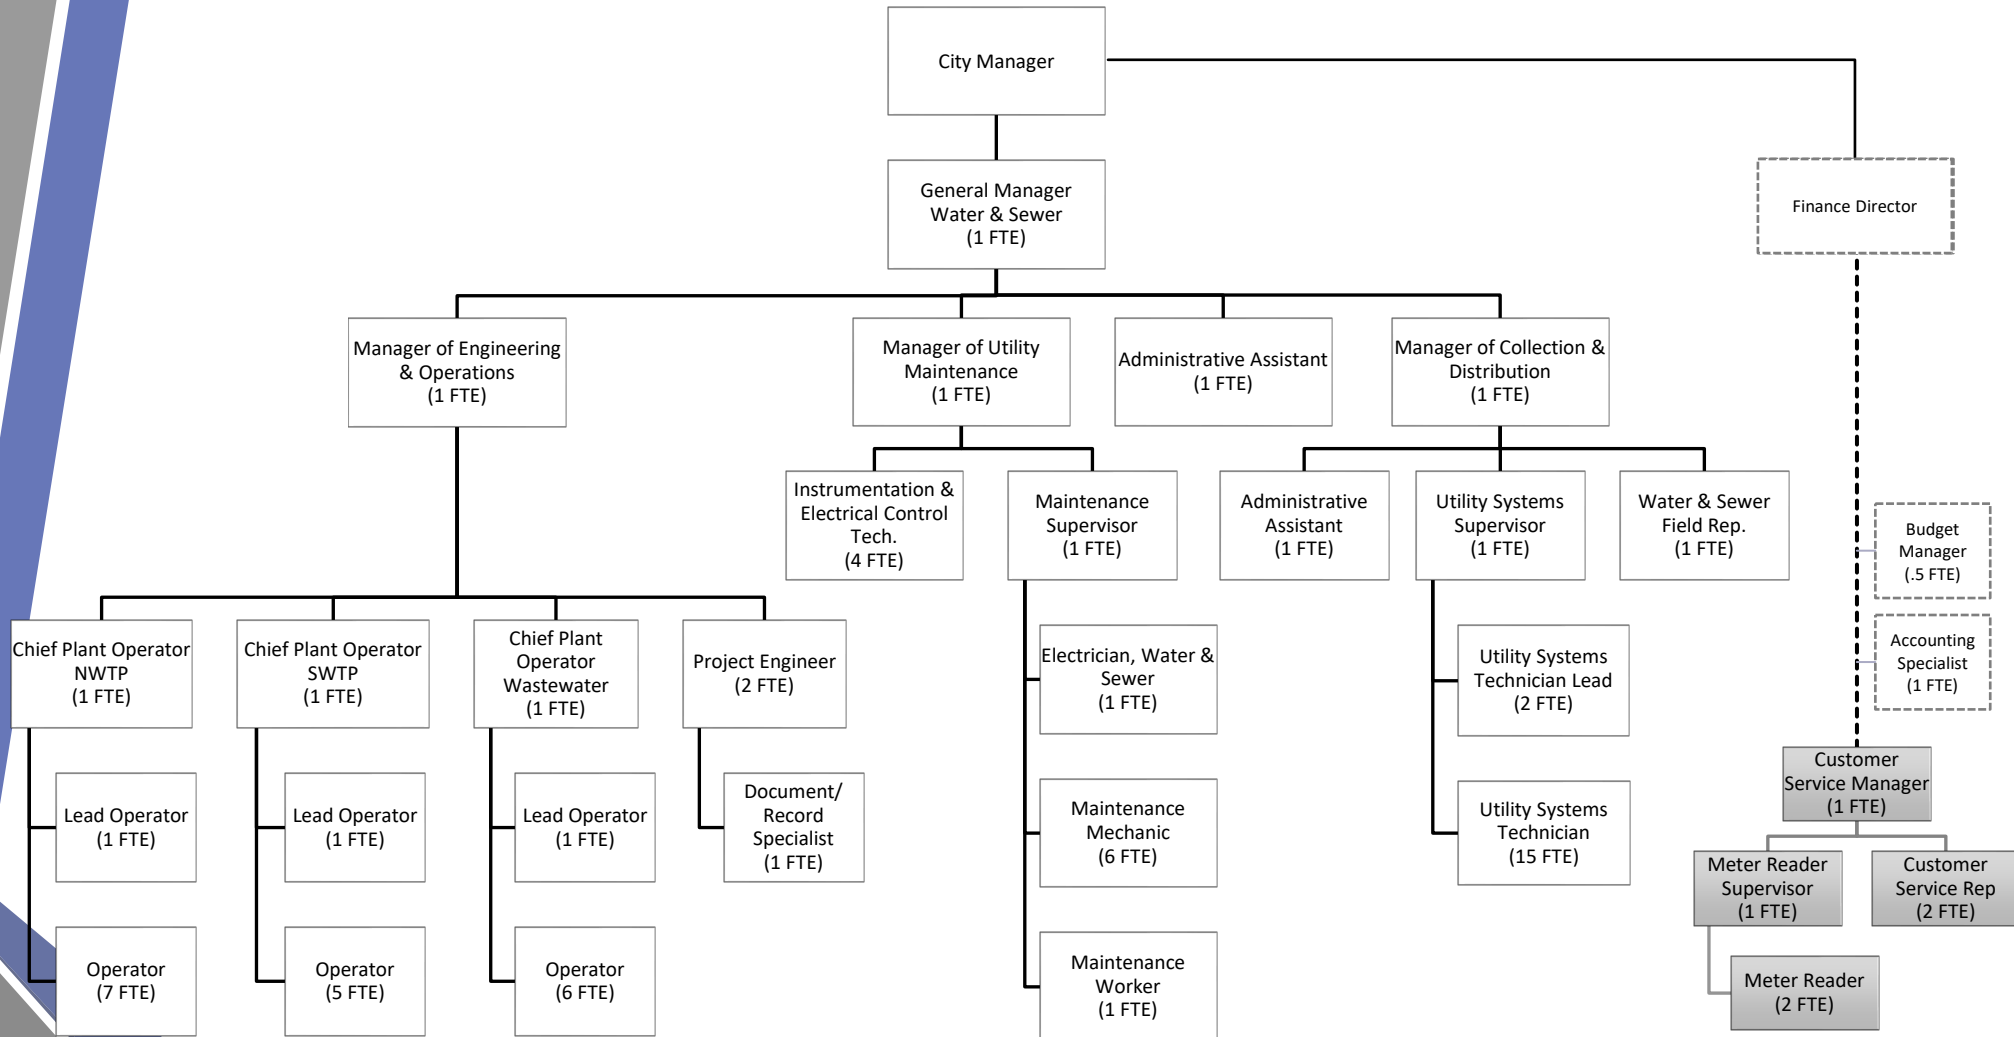 City Manager
General Manager
Water & Sewer
(1 FTE)
Finance Director
Manager of Engineering
& Operations
(1 FTE)
Manager of Utility
Maintenance
(1 FTE)
Administrative Assistant
(1 FTE)
Manager of Collection &
Distribution
(1 FTE)
Instrumentation &
Electrical Control
Tech.
(4 FTE)
Maintenance
Supervisor
(1 FTE)
Administrative
Assistant
(1 FTE)
Utility Systems
Supervisor
(1 FTE)
Water & Sewer
Field Rep.
(1 FTE)
Budget
Manager
(.5 FTE)
Accounting
Specialist
(1 FTE)
Chief Plant Operator
NWTP
(1 FTE)
Chief Plant Operator
SWTP
(1 FTE)
Chief Plant
Operator
Wastewater
(1 FTE)
Project Engineer
(2 FTE)
Electrician, Water &
Sewer
(1 FTE)
Utility Systems
Technician Lead
(2 FTE)
Customer
Service Manager
(1 FTE)
Lead Operator
(1 FTE)
Lead Operator
(1 FTE)
Lead Operator
(1 FTE)
Document/
Record
Specialist
(1 FTE)
Maintenance
Mechanic
(6 FTE)
Utility Systems
Technician
(15 FTE)
Meter Reader
Supervisor
(1 FTE)
Customer
Service Rep
(2 FTE)
Operator
(7 FTE)
Operator
(5 FTE)
Operator
(6 FTE)
Maintenance
Worker
(1 FTE)
Meter Reader
(2 FTE)